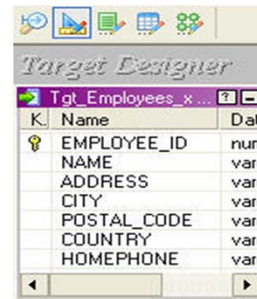 Target Designer
Tgt_Employees_x ...
K. Name Dat
EMPLOYEE_ID num
NAME var
ADDRESS var
CITY var
POSTAL_CODE var
COUNTRY var
HOMEPHONE var